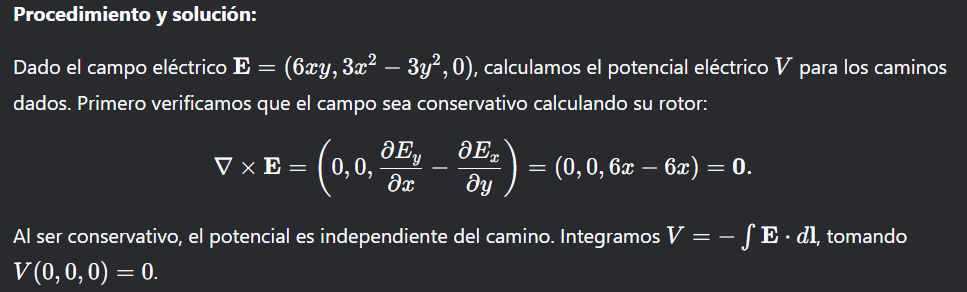 Procedimiento y solución:
Dado el campo eléctrico E = (6xy, 3x² − 3y², 0), calculamos el potencial eléctrico V para los caminos
dados. Primero verificamos que el campo sea conservativo calculando su rotor:
∇ × E = (0, 0, ∂E_y/∂x − ∂E_x/∂y) = (0, 0, 6x − 6x) = 0.
Al ser conservativo, el potencial es independiente del camino. Integramos V = − ∫ E · dl, tomando
V(0, 0, 0) = 0.